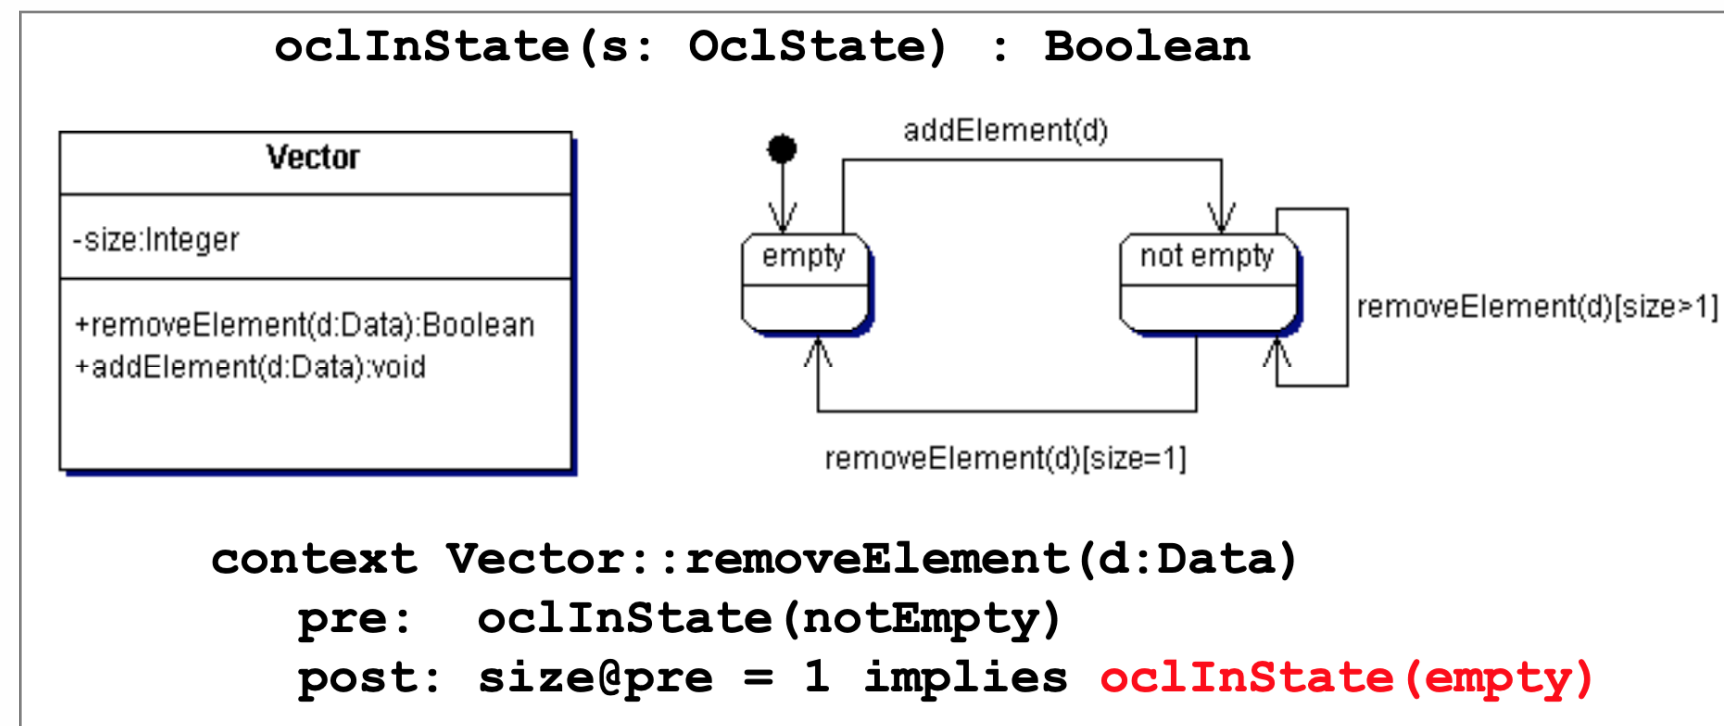 oclInState(s: OclState) : Boolean
Vector
-size:Integer
+removeElement(d:Data):Boolean
+addElement(d:Data):void
addElement(d)
empty
not empty
removeElement(d)[size>1]
removeElement(d)[size=1]
context Vector::removeElement(d:Data)
pre: oclInState(notEmpty)
post: size@pre = 1 implies oclInState(empty)